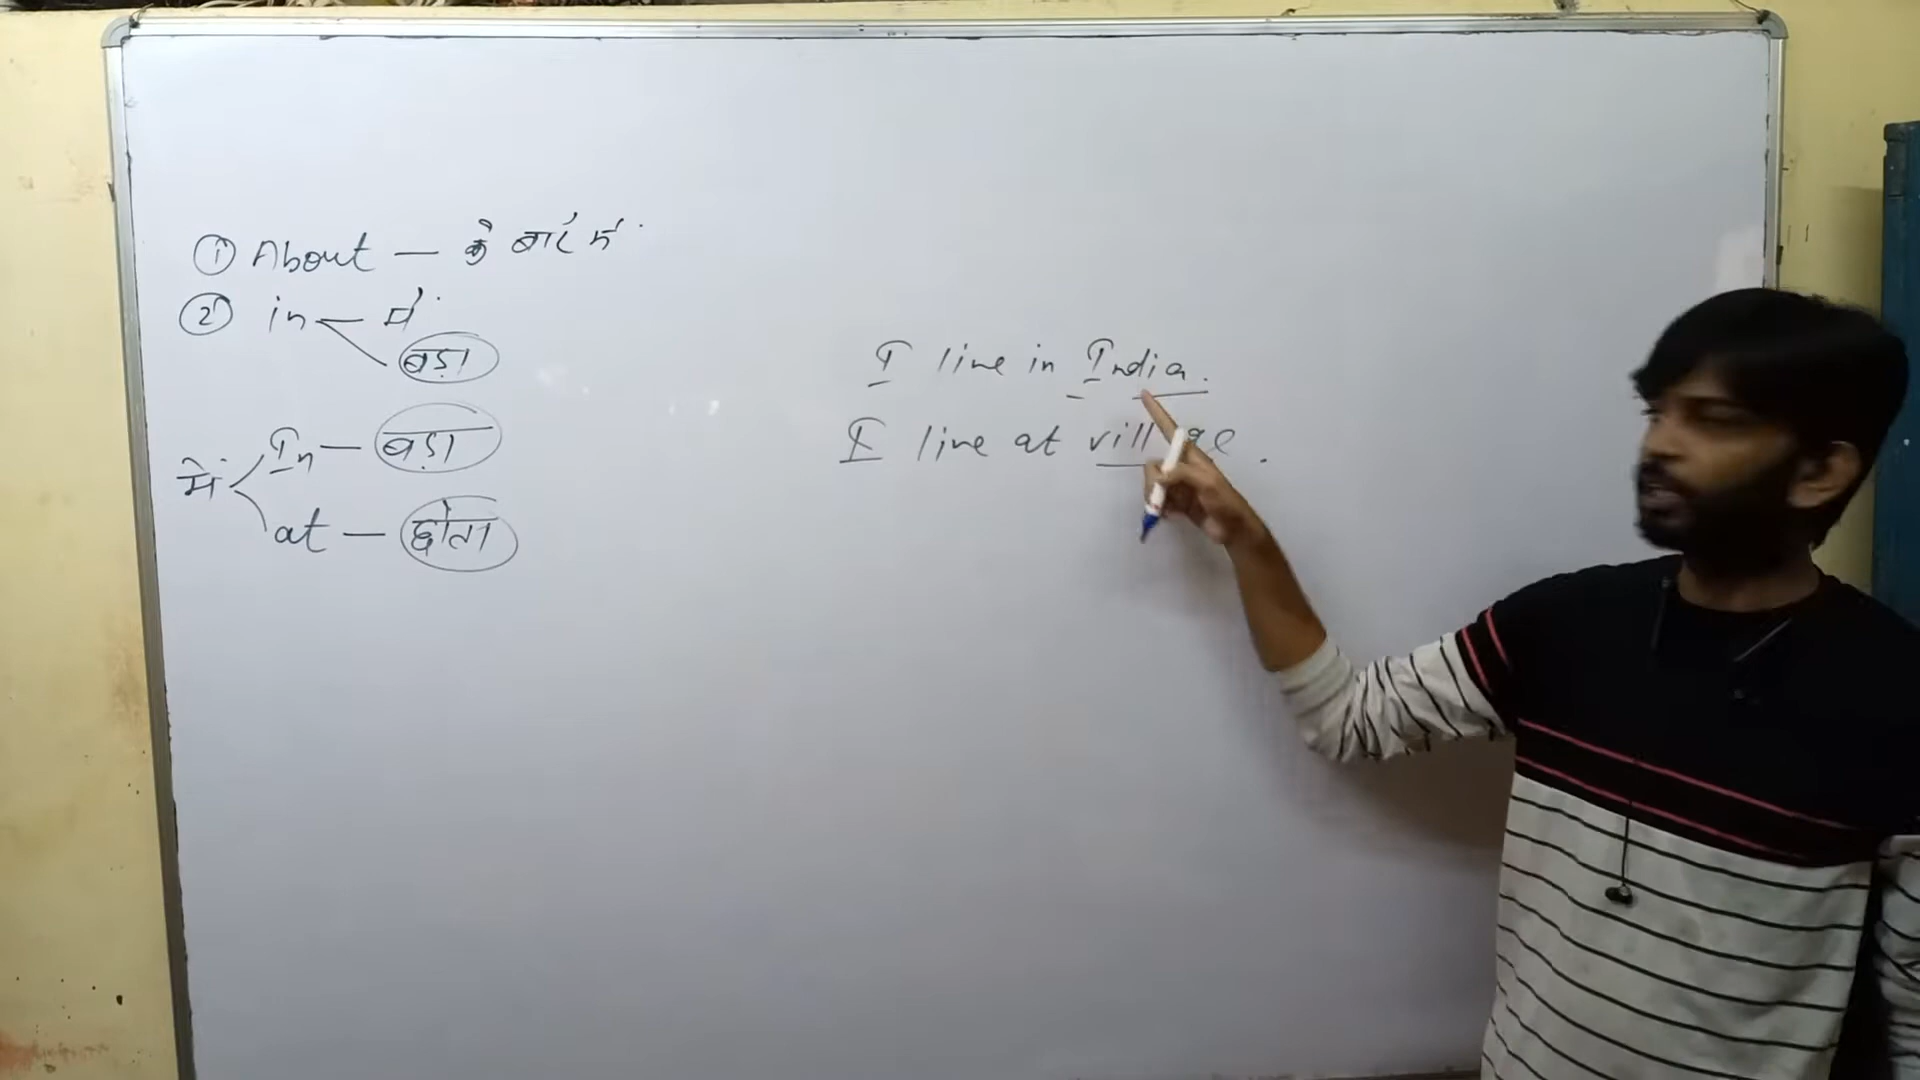 ① About — के बारे में
② in — में
बड़ा
में
In — बड़ा
at — छोटा
I live in India.
I live at village.